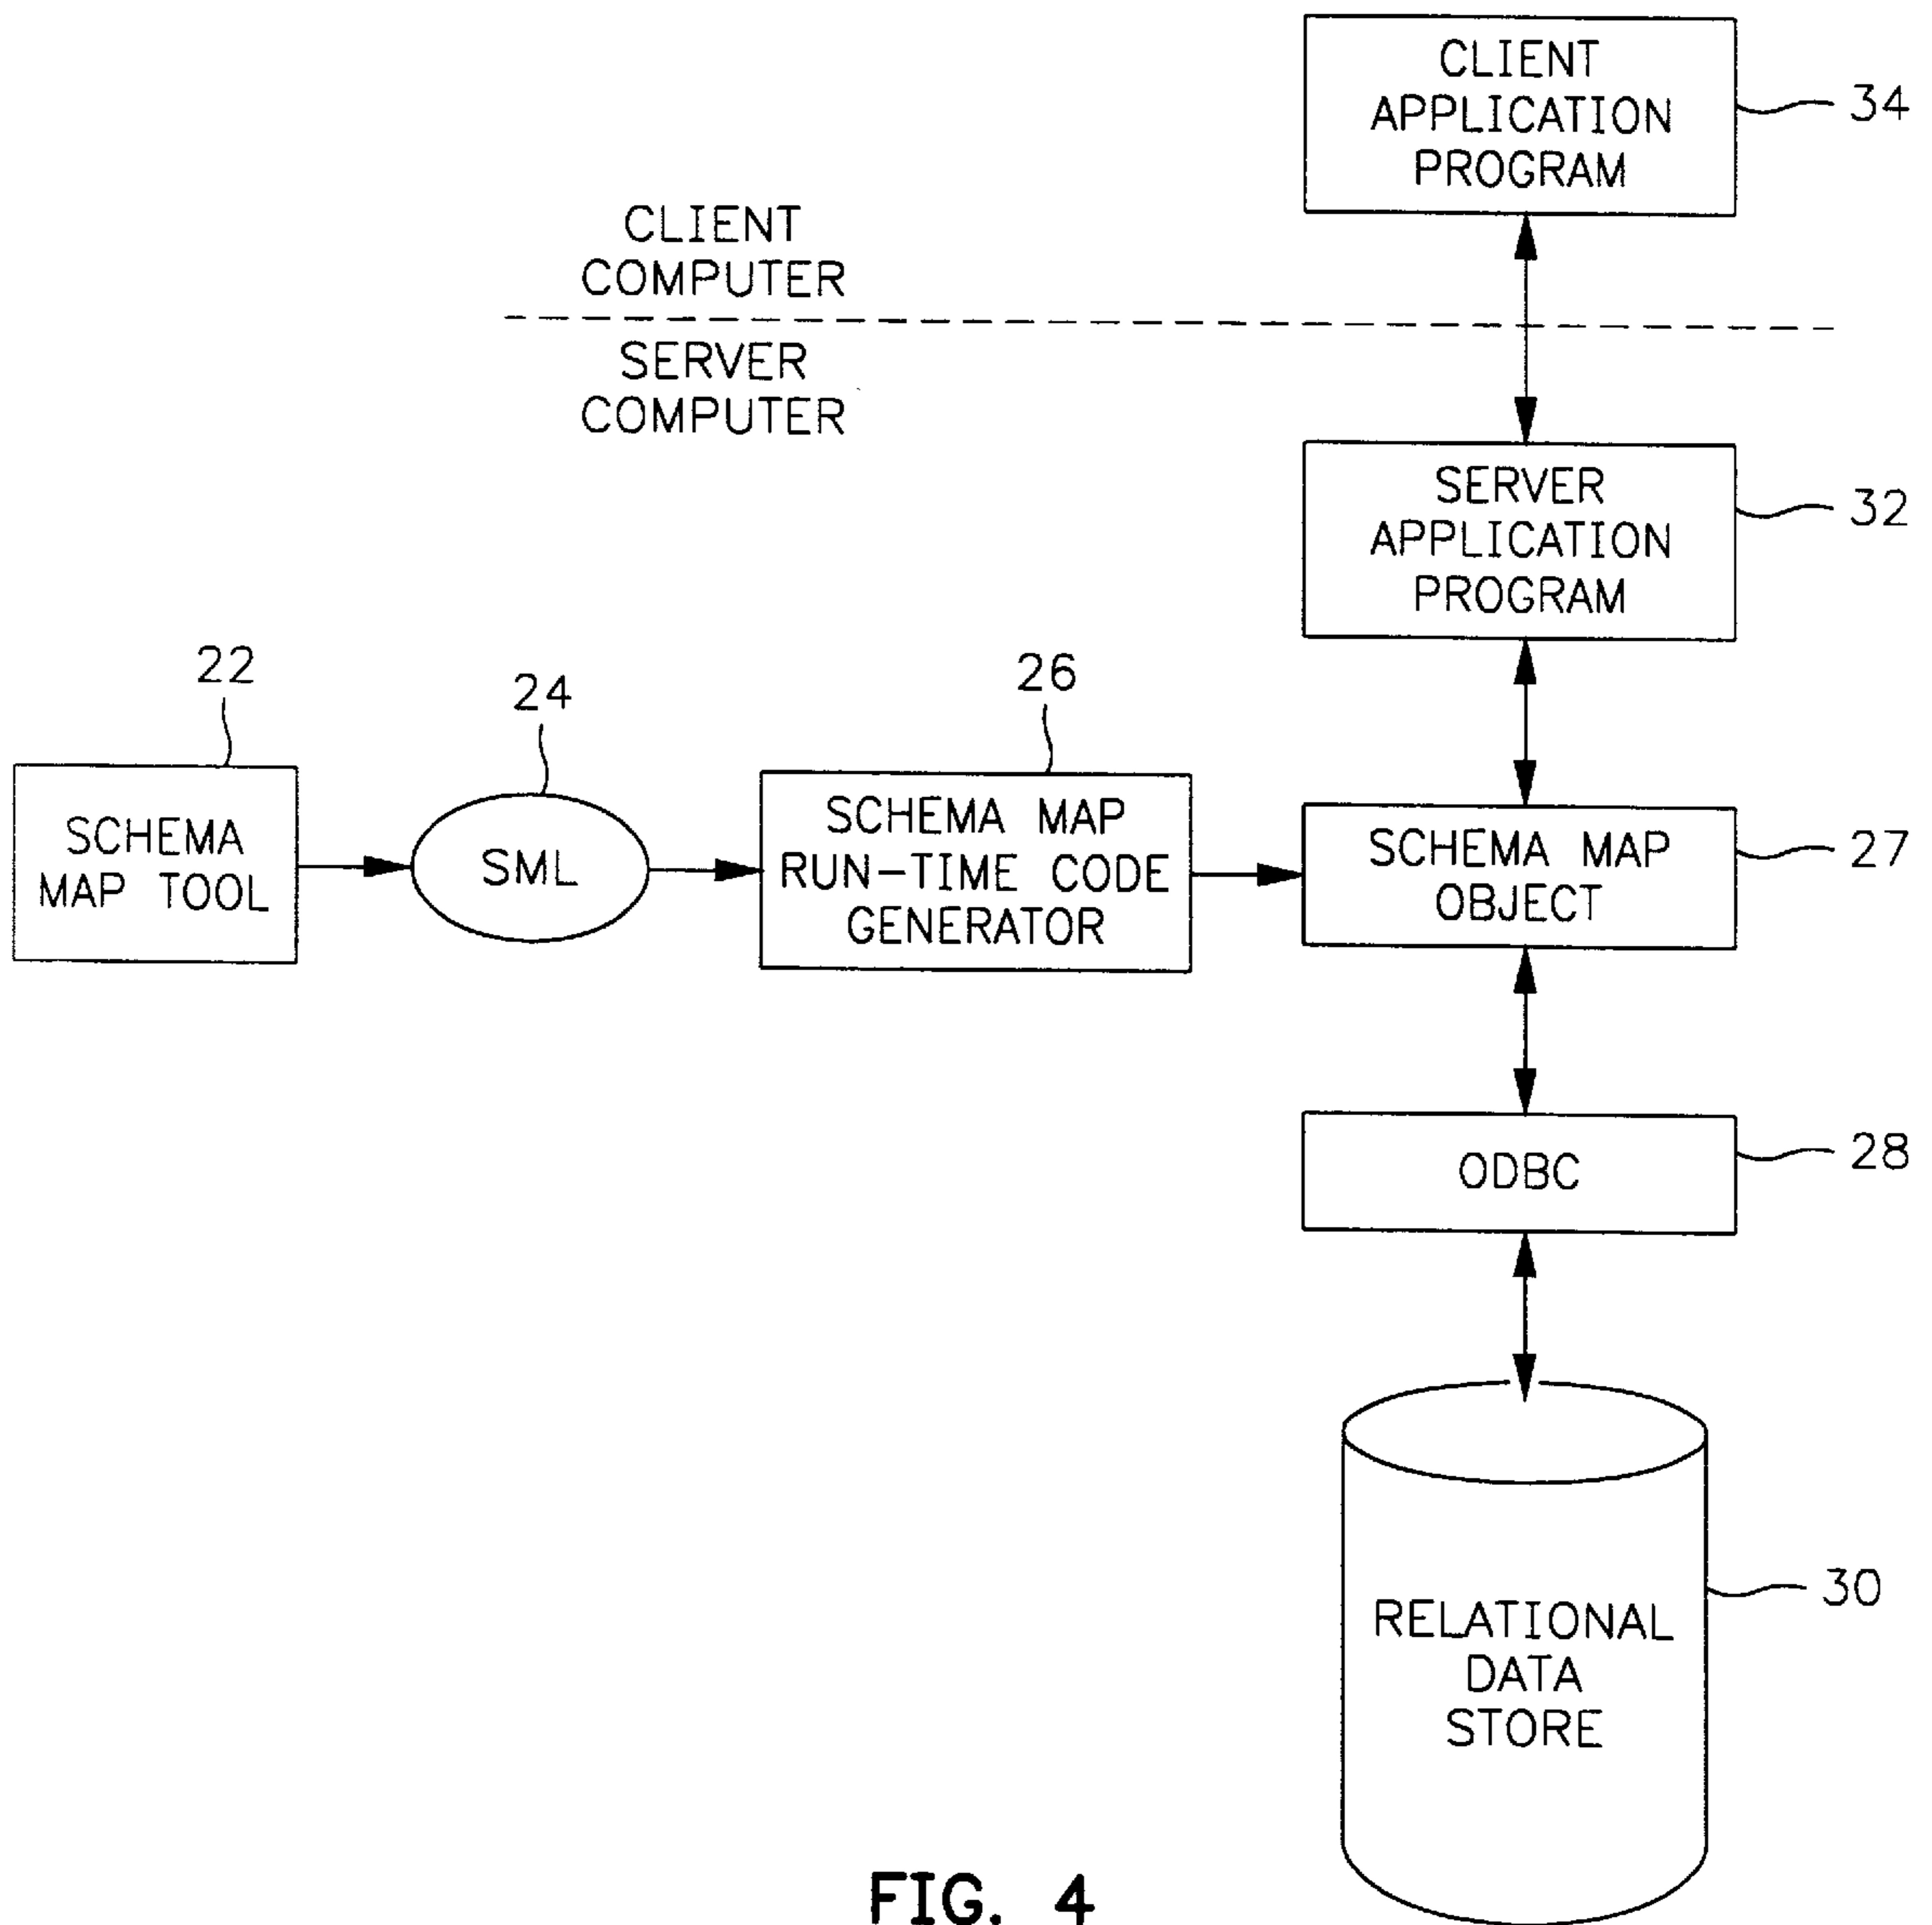 CLIENT
APPLICATION
PROGRAM
34
CLIENT
COMPUTER
SERVER
COMPUTER
SERVER
APPLICATION
PROGRAM
32
22
24
26
SCHEMA
MAP TOOL
SML
SCHEMA MAP
RUN-TIME CODE
GENERATOR
SCHEMA MAP
OBJECT
27
ODBC
28
RELATIONAL
DATA
STORE
30
FIG. 4